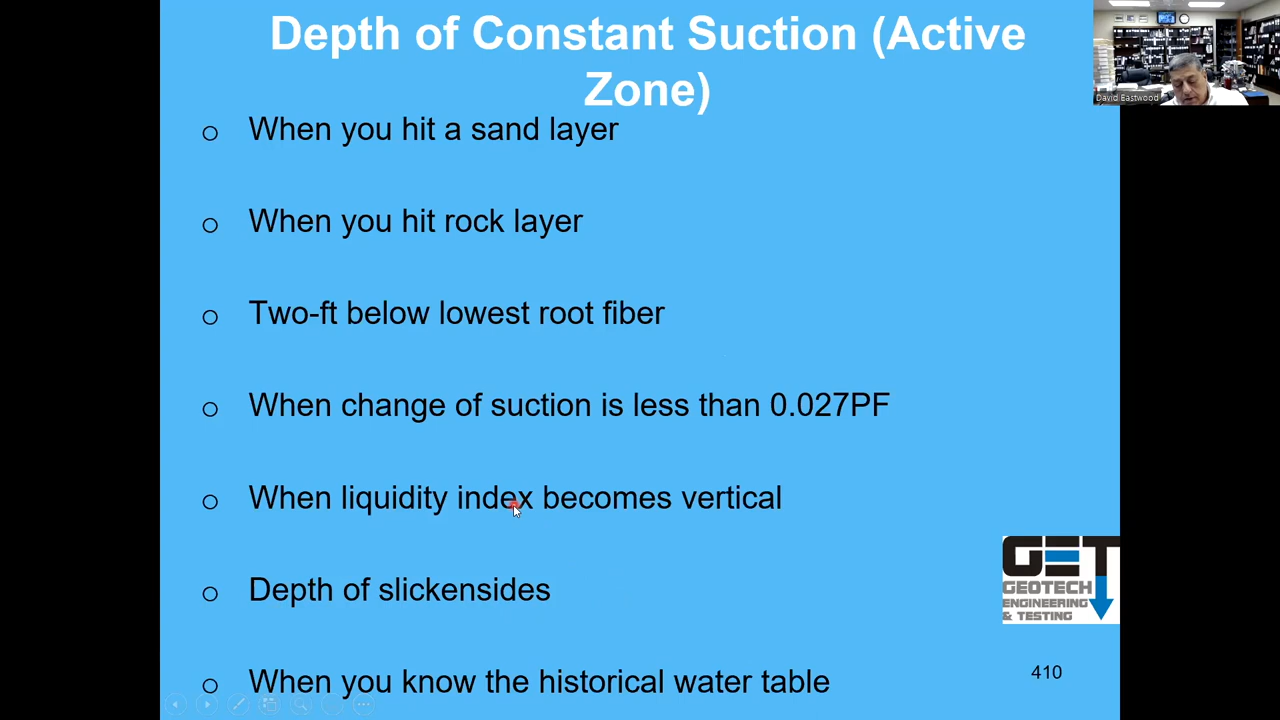 Depth of Constant Suction (Active
Zone)
David Eastwood
o When you hit a sand layer
o When you hit rock layer
o Two-ft below lowest root fiber
o When change of suction is less than 0.027PF
o When liquidity index becomes vertical
o Depth of slickensides
o When you know the historical water table
GET
GEOTECH
ENGINEERING
& TESTING
410